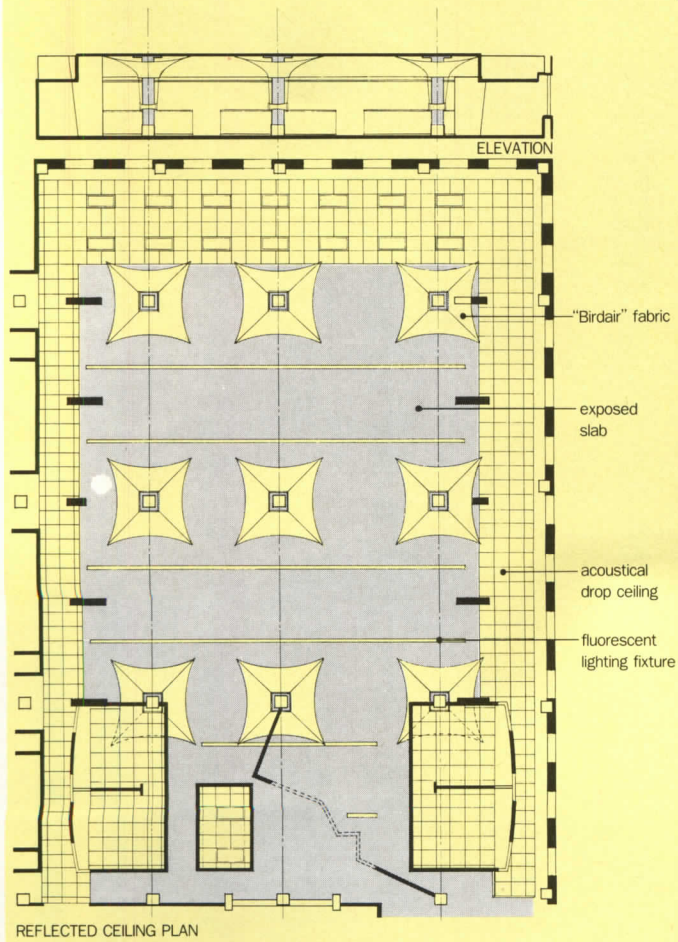 ELEVATION
"Birdair" fabric
exposed
slab
acoustical
drop ceiling
fluorescent
lighting fixture
REFLECTED CEILING PLAN